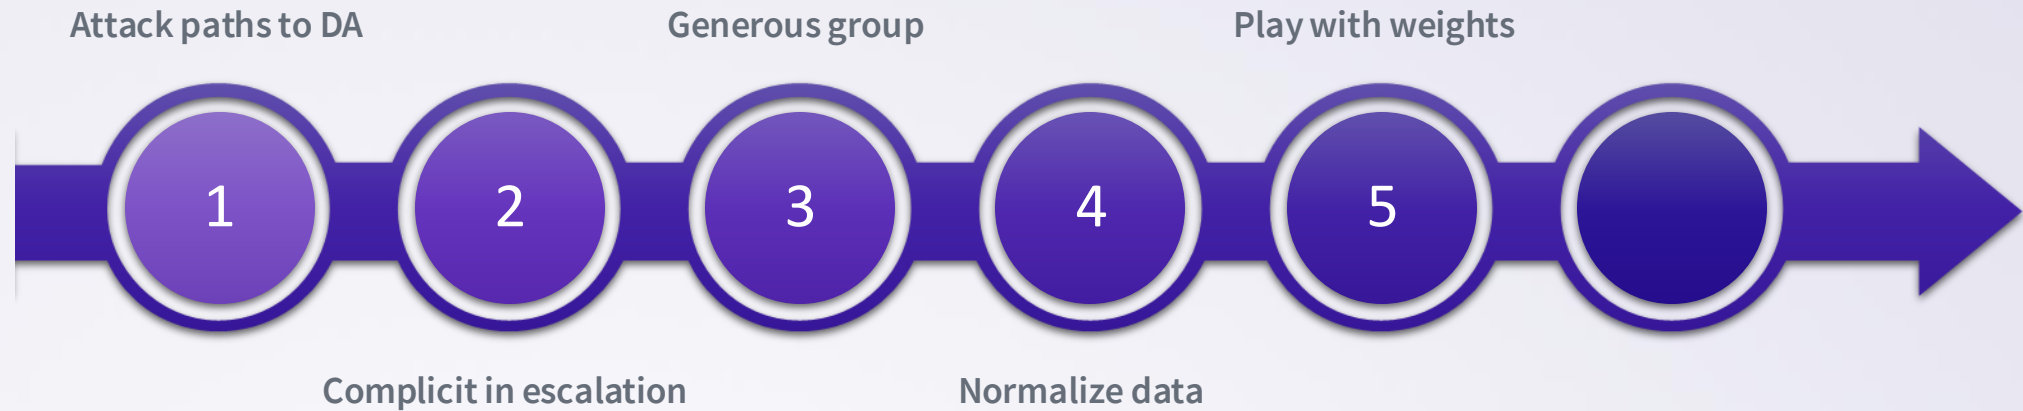 Attack paths to DA
Generous group
Play with weights
1
2
3
4
5
Complicit in escalation
Normalize data